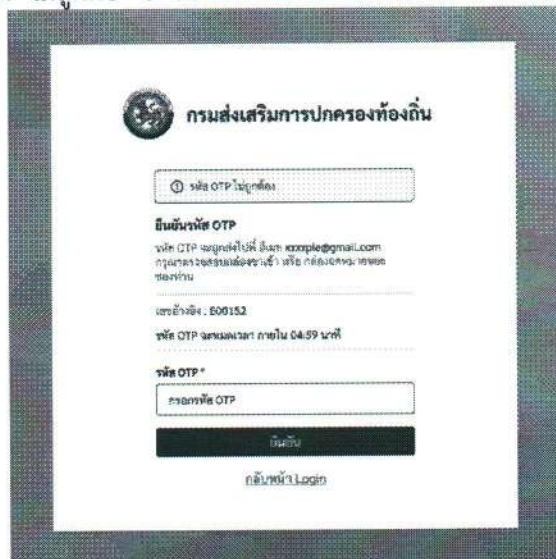 กรมส่งเสริมการปกครองท้องถิ่น
รหัส OTP ไม่ถูกต้อง
ยืนยันรหัส OTP
รหัส OTP จะถูกส่งไปที่ อีเมล xxxmple@gmail.com
กรุณาตรวจสอบกล่องขาเข้า หรือ กล่องจดหมายขยะ
ของท่าน
เลขอ้างอิง : 600152
รหัส OTP จะหมดเวลา ภายใน 04:59 นาที
รหัส OTP *
กรอกรหัส OTP
ยืนยัน
กลับหน้า Login